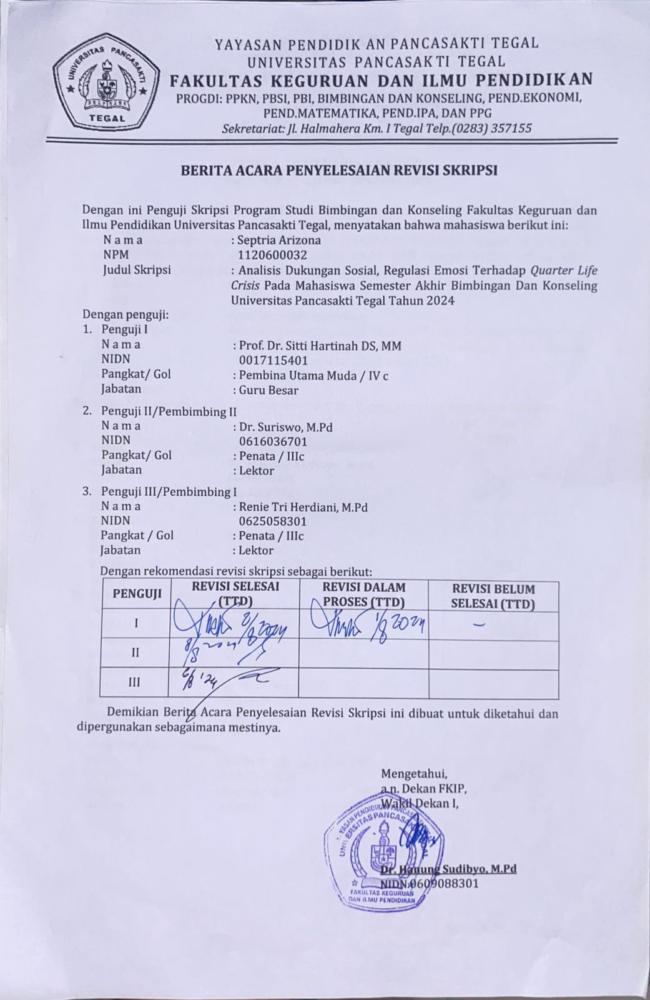 UNIVERSITAS PANCASAKTI
TEGAL
YAYASAN PENDIDIK AN PANCASAKTI TEGAL
UNIVERSITAS PANCASAKTI TEGAL
FAKULTAS KEGURUAN DAN ILMU PENDIDIKAN
PROGDI: PPKN, PBSI, PBI, BIMBINGAN DAN KONSELING, PEND.EKONOMI,
PEND.MATEMATIKA, PEND.IPA, DAN PPG
Sekretariat: Jl. Halmahera Km. I Tegal Telp.(0283) 357155
BERITA ACARA PENYELESAIAN REVISI SKRIPSI
Dengan ini Penguji Skripsi Program Studi Bimbingan dan Konseling Fakultas Keguruan dan
Ilmu Pendidikan Universitas Pancasakti Tegal, menyatakan bahwa mahasiswa berikut ini:
N a m a : Septria Arizona
NPM 1120600032
Judul Skripsi : Analisis Dukungan Sosial, Regulasi Emosi Terhadap Quarter Life
Crisis Pada Mahasiswa Semester Akhir Bimbingan Dan Konseling
Universitas Pancasakti Tegal Tahun 2024
Dengan penguji:
1. Penguji I
N a m a : Prof. Dr. Sitti Hartinah DS, MM
NIDN 0017115401
Pangkat/ Gol : Pembina Utama Muda / IV c
Jabatan : Guru Besar
2. Penguji II/Pembimbing II
N a m a : Dr. Suriswo, M.Pd
NIDN 0616036701
Pangkat/ Gol : Penata / IIIc
Jabatan : Lektor
3. Penguji III/Pembimbing I
N a m a : Renie Tri Herdiani, M.Pd
NIDN 0625058301
Pangkat / Gol : Penata / IIIc
Jabatan : Lektor
Dengan rekomendasi revisi skripsi sebagai berikut:
PENGUJI REVISI SELESAI (TTD) REVISI DALAM PROSES (TTD) REVISI BELUM SELESAI (TTD)
I 2/8 2024 1/8 2024 –
II 8/8 2024
III 6/8 '24
Demikian Berita Acara Penyelesaian Revisi Skripsi ini dibuat untuk diketahui dan
dipergunakan sebagaimana mestinya.
Mengetahui,
a.n. Dekan FKIP,
Wakil Dekan I,
YASAN PENDIDIKAN PANCASAKTI TEGAL
UNIVERSITAS PANCASAKTI TEGAL
Dr. Hanung Sudibyo, M.Pd
NIDN.0609088301
FAKULTAS KEGURUAN
DAN ILMU PENDIDIKAN